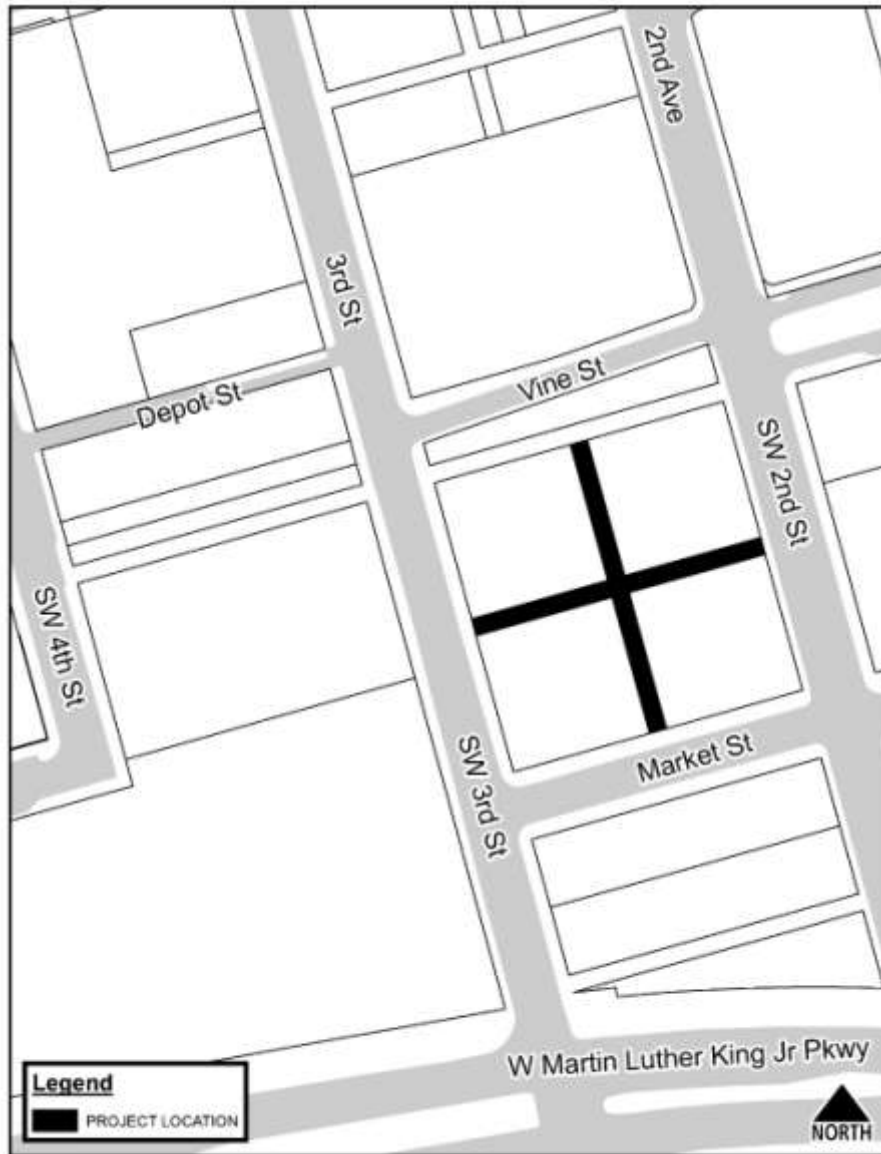 2nd Ave
3rd St
Vine St
Depot St
SW 2nd St
SW 4th St
Market St
SW 3rd St
W Martin Luther King Jr Pkwy
Legend
PROJECT LOCATION
NORTH